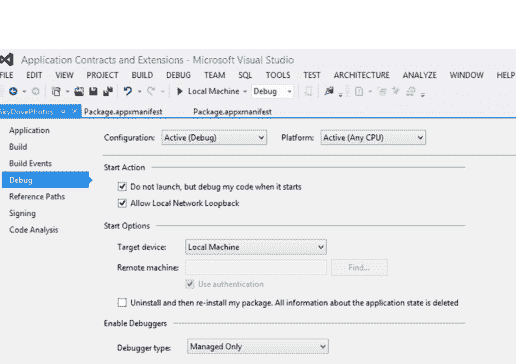 Application Contracts and Extensions - Microsoft Visual Studio
FILE EDIT VIEW PROJECT BUILD DEBUG TEAM SQL TOOLS TEST ARCHITECTURE ANALYZE WINDOW HELP
Local Machine Debug
SkyDovePhotos Package.appxmanifest Package.appxmanifest
Application
Configuration: Active (Debug) Platform: Active (Any CPU)
Build
Build Events
Start Action
Debug
Do not launch, but debug my code when it starts
Reference Paths
Allow Local Network Loopback
Signing
Start Options
Code Analysis
Target device: Local Machine
Remote machine: Find...
Use authentication
Uninstall and then re-install my package. All information about the application state is deleted
Enable Debuggers
Debugger type: Managed Only